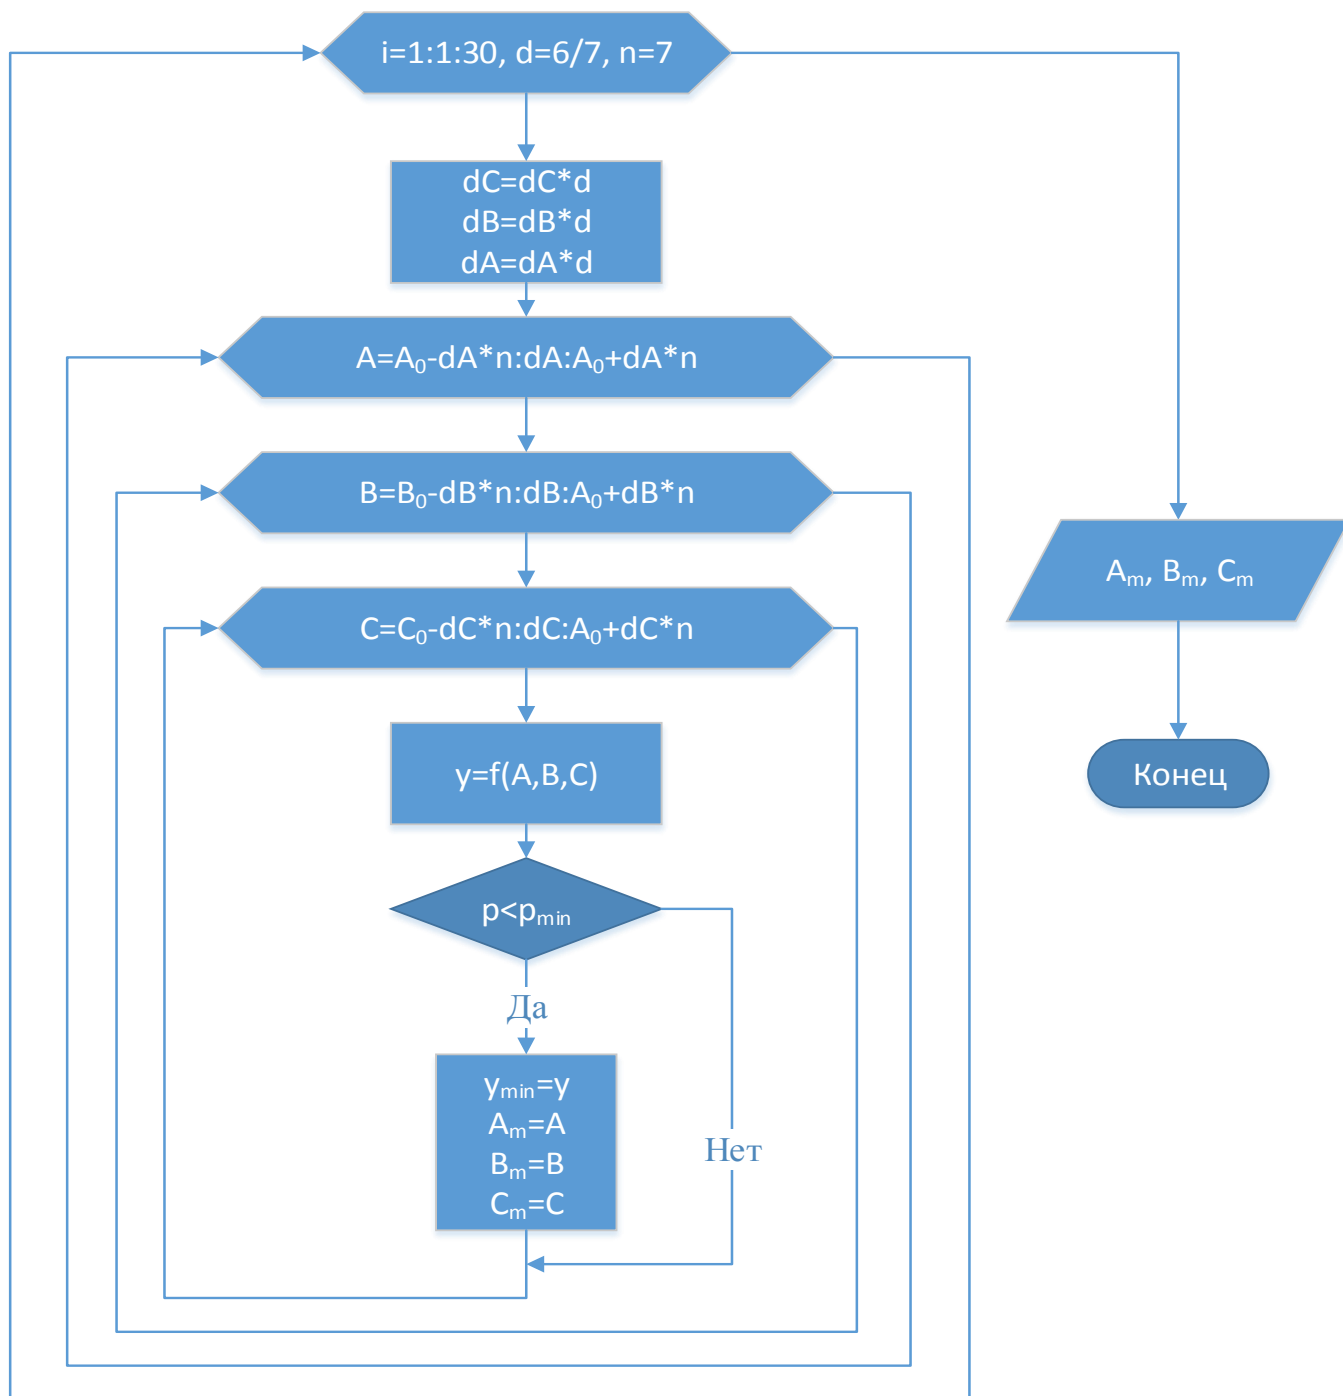 i=1:1:30, d=6/7, n=7
dC=dC*d
dB=dB*d
dA=dA*d
A=A₀-dA*n:dA:A₀+dA*n
B=B₀-dB*n:dB:A₀+dB*n
C=C₀-dC*n:dC:A₀+dC*n
y=f(A,B,C)
p<pₘᵢₙ
Да
Нет
yₘᵢₙ=y
Aₘ=A
Bₘ=B
Cₘ=C
Aₘ, Bₘ, Cₘ
Конец